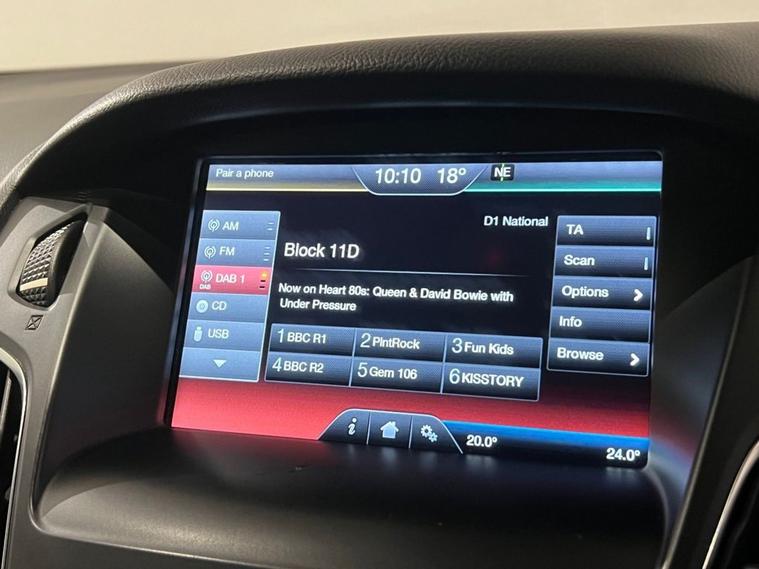 Pair a phone
10:10 18° NE
AM
FM
DAB 1
DAB
CD
USB
D1 National
Block 11D
Now on Heart 80s: Queen & David Bowie with
Under Pressure
1 BBC R1 2 PlntRock 3 Fun Kids
4 BBC R2 5 Gem 106 6 KISSTORY
TA
Scan
Options
Info
Browse
i
20.0° 24.0°